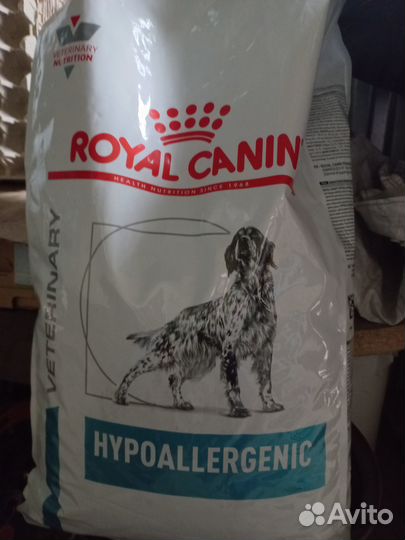 VETERINARY
NUTRITION
ROYAL CANIN
HEALTH NUTRITION SINCE 1968
VETERINARY
HYPOALLERGENIC
Avito